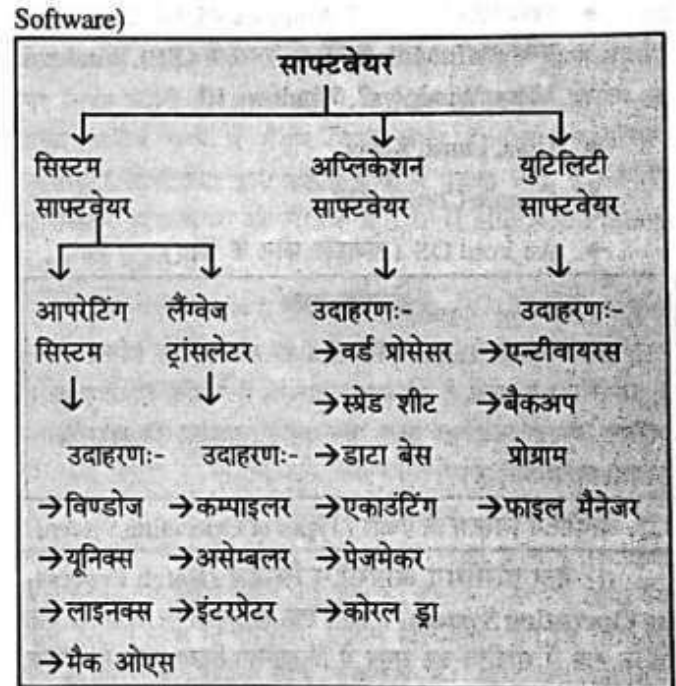 Software)
साफ्टवेयर
सिस्टम अप्लिकेशन युटिलिटी
साफ्टवेयर साफ्टवेयर साफ्टवेयर
आपरेटिंग लैंग्वेज उदाहरणः- उदाहरणः-
सिस्टम ट्रांसलेटर →वर्ड प्रोसेसर →एन्टीवायरस
→स्प्रेड शीट →बैकअप
उदाहरणः- उदाहरणः- →डाटा बेस प्रोग्राम
→विण्डोज →कम्पाइलर →एकाउंटिंग →फाइल मैनेजर
→यूनिक्स →असेम्बलर →पेजमेकर
→लाइनक्स →इंटरप्रेटर →कोरल ड्रा
→मैक ओएस